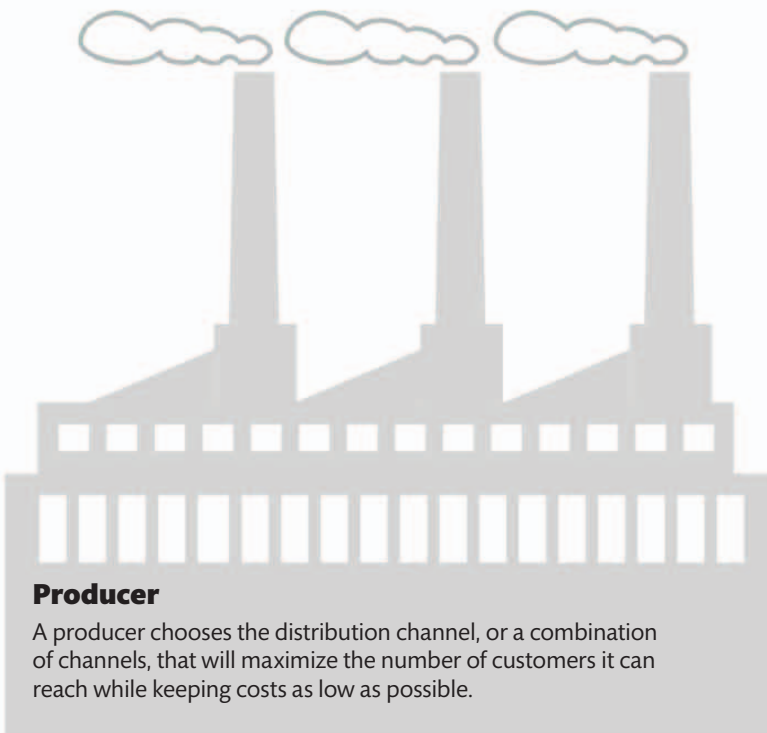 Producer
A producer chooses the distribution channel, or a combination
of channels, that will maximize the number of customers it can
reach while keeping costs as low as possible.